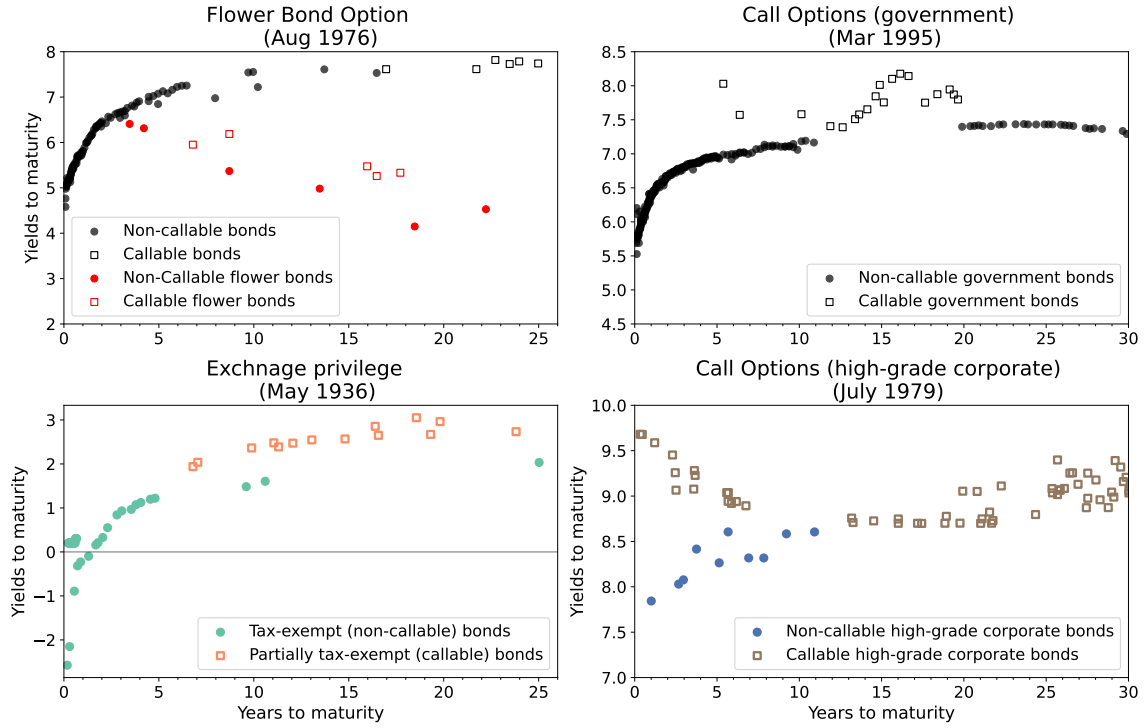 Flower Bond Option
(Aug 1976)
Yields to maturity
8
7
6
5
4
3
2
Non-callable bonds
Callable bonds
Non-Callable flower bonds
Callable flower bonds
0 5 10 15 20 25
Call Options (government)
(Mar 1995)
Yields to maturity
8.5
8.0
7.5
7.0
6.5
6.0
5.5
5.0
4.5
Non-callable government bonds
Callable government bonds
0 5 10 15 20 25 30
Exchnage privilege
(May 1936)
Yields to maturity
3
2
1
0
−1
−2
Tax-exempt (non-callable) bonds
Partially tax-exempt (callable) bonds
0 5 10 15 20 25
Years to maturity
Call Options (high-grade corporate)
(July 1979)
Yields to maturity
10.0
9.5
9.0
8.5
8.0
7.5
7.0
Non-callable high-grade corporate bonds
Callable high-grade corporate bonds
0 5 10 15 20 25 30
Years to maturity